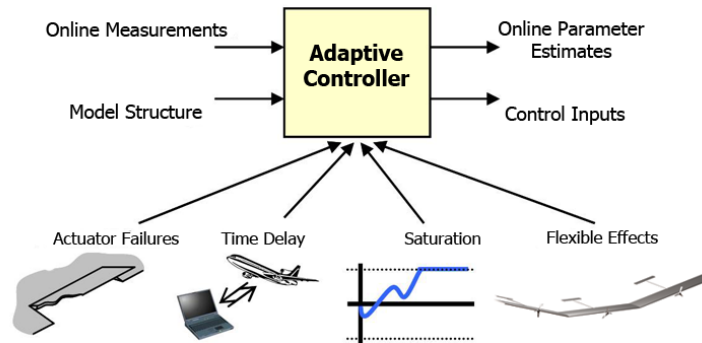 Online Measurements
Model Structure
Adaptive
Controller
Online Parameter
Estimates
Control Inputs
Actuator Failures
Time Delay
Saturation
Flexible Effects